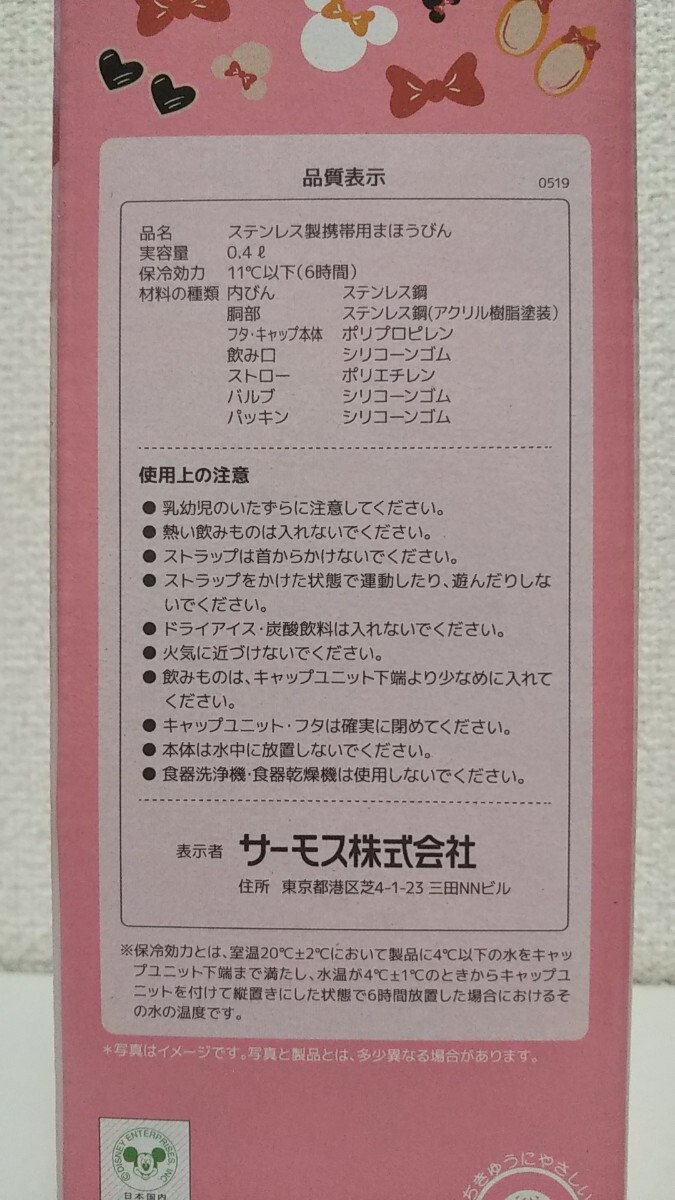 品質表示
0519
品名 ステンレス製携帯用まほうびん
実容量 0.4ℓ
保冷効力 11℃以下(6時間)
材料の種類 内びん ステンレス鋼
胴部 ステンレス鋼(アクリル樹脂塗装)
フタ・キャップ本体 ポリプロピレン
飲み口 シリコーンゴム
ストロー ポリエチレン
バルブ シリコーンゴム
パッキン シリコーンゴム
使用上の注意
● 乳幼児のいたずらに注意してください。
● 熱い飲みものは入れないでください。
● ストラップは首からかけないでください。
● ストラップをかけた状態で運動したり、遊んだりしな
いでください。
● ドライアイス・炭酸飲料は入れないでください。
● 火気に近づけないでください。
● 飲みものは、キャップユニット下端より少なめに入れて
ください。
● キャップユニット・フタは確実に閉めてください。
● 本体は水中に放置しないでください。
● 食器洗浄機・食器乾燥機は使用しないでください。
表示者 サーモス株式会社
住所 東京都港区芝4-1-23 三田NNビル
※保冷効力とは、室温20℃±2℃において製品に4℃以下の水をキャッ
プユニット下端まで満たし、水温が4℃±1℃のときからキャップユ
ニットを付けて縦置きにした状態で6時間放置した場合におけるそ
の水の温度です。
*写真はイメージです。写真と製品とは、多少異なる場合があります。
©DISNEY ENTERPRISES, INC
日本国内
ちきゅうにやさしい